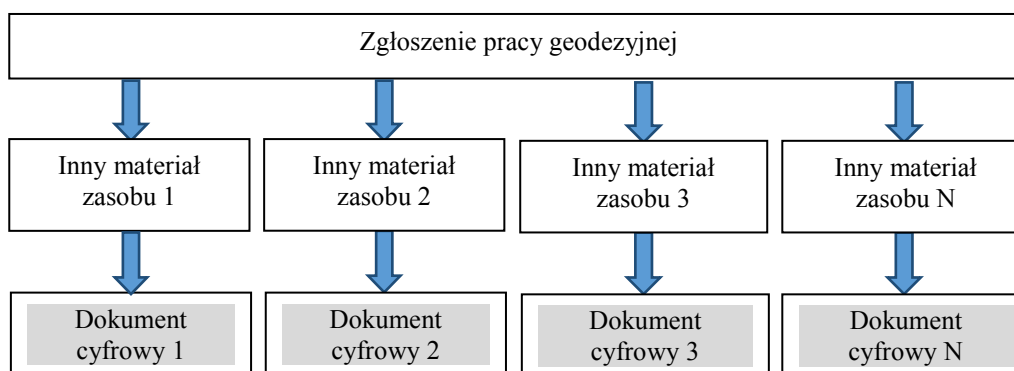 Zgłoszenie pracy geodezyjnej
Inny materiał
zasobu 1
Inny materiał
zasobu 2
Inny materiał
zasobu 3
Inny materiał
zasobu N
Dokument
cyfrowy 1
Dokument
cyfrowy 2
Dokument
cyfrowy 3
Dokument
cyfrowy N